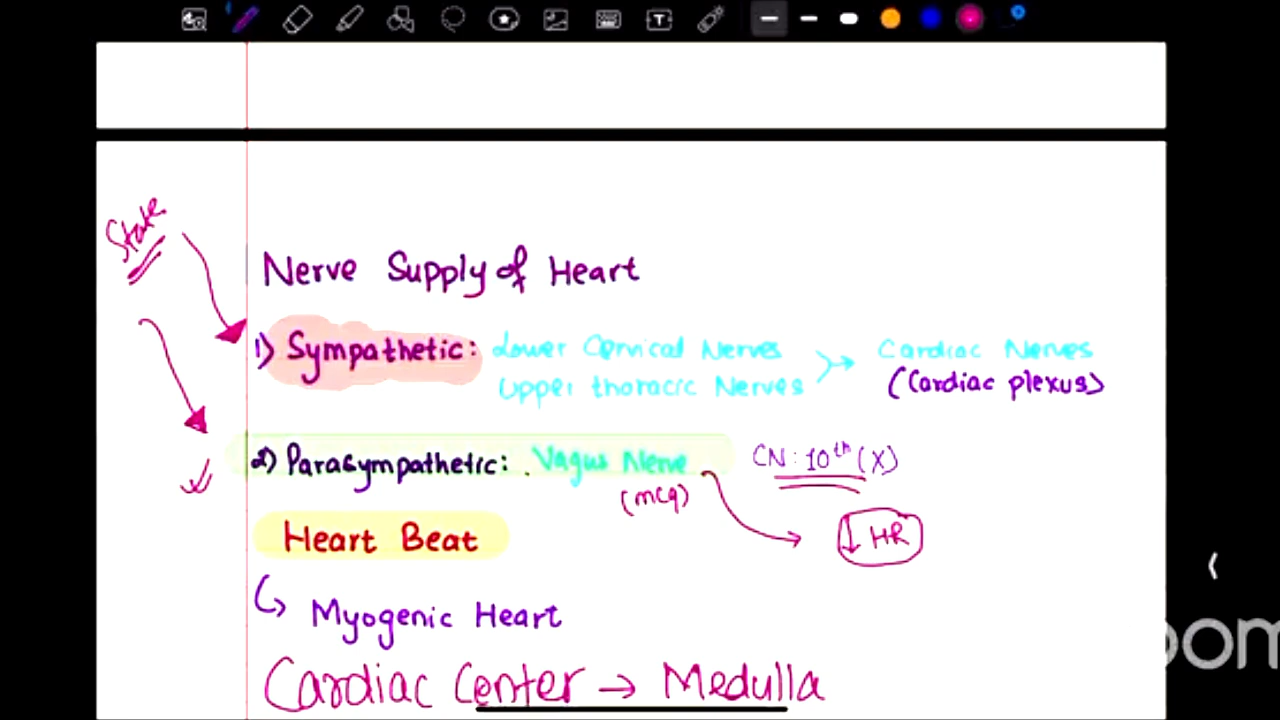 State
Nerve Supply of Heart
1) Sympathetic: Lower Cervical Nerves
Upper thoracic Nerves
Cardiac Nerves
(Cardiac plexus)
2) Parasympathetic: . Vagus Nerve
(mcq)
CN: 10th (X)
↓ HR
Heart Beat
Myogenic Heart
Cardiac Center → Medulla
oom